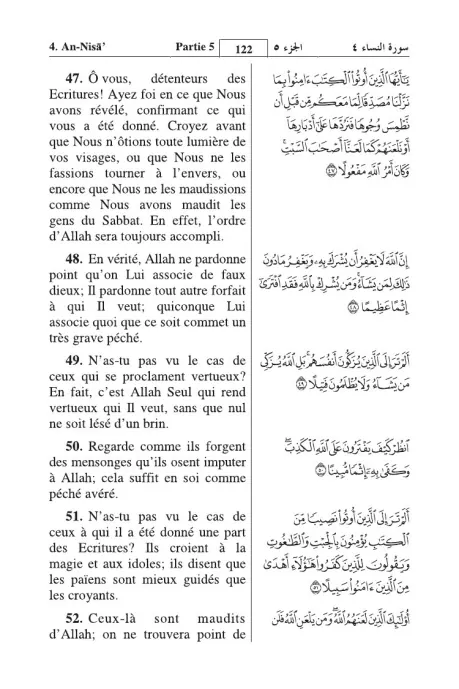 4. An-Nisā’ Partie 5 122 الجزء ٥ سورة النساء ٤
47. Ô vous, détenteurs des
Ecritures! Ayez foi en ce que Nous
avons révélé, confirmant ce qui
vous a été donné. Croyez avant
que Nous n’ôtions toute lumière de
vos visages, ou que Nous ne les
fassions tourner à l’envers, ou
encore que Nous ne les maudissions
comme Nous avons maudit les
gens du Sabbat. En effet, l’ordre
d’Allah sera toujours accompli.
48. En vérité, Allah ne pardonne
point qu’on Lui associe de faux
dieux; Il pardonne tout autre forfait
à qui Il veut; quiconque Lui
associe quoi que ce soit commet un
très grave péché.
49. N’as-tu pas vu le cas de
ceux qui se proclament vertueux?
En fait, c’est Allah Seul qui rend
vertueux qui Il veut, sans que nul
ne soit lésé d’un brin.
50. Regarde comme ils forgent
des mensonges qu’ils osent imputer
à Allah; cela suffit en soi comme
péché avéré.
51. N’as-tu pas vu le cas de
ceux à qui il a été donné une part
des Ecritures? Ils croient à la
magie et aux idoles; ils disent que
les païens sont mieux guidés que
les croyants.
52. Ceux-là sont maudits
d’Allah; on ne trouvera point de
يَٰٓأَيُّهَا ٱلَّذِينَ أُوتُواْ ٱلْكِتَٰبَ ءَامِنُواْ بِمَا
نَزَّلْنَا مُصَدِّقًا لِّمَا مَعَكُم مِّن قَبْلِ أَن
نَّطْمِسَ وُجُوهًا فَنَرُدَّهَا عَلَىٰٓ أَدْبَارِهَآ
أَوْ نَلْعَنَهُمْ كَمَا لَعَنَّآ أَصْحَٰبَ ٱلسَّبْتِ ۚ
وَكَانَ أَمْرُ ٱللَّهِ مَفْعُولًا ٤٧
إِنَّ ٱللَّهَ لَا يَغْفِرُ أَن يُشْرَكَ بِهِۦ وَيَغْفِرُ مَا دُونَ
ذَٰلِكَ لِمَن يَشَآءُ ۚ وَمَن يُشْرِكْ بِٱللَّهِ فَقَدِ ٱفْتَرَىٰٓ
إِثْمًا عَظِيمًا ٤٨
أَلَمْ تَرَ إِلَى ٱلَّذِينَ يُزَكُّونَ أَنفُسَهُم ۚ بَلِ ٱللَّهُ يُزَكِّى
مَن يَشَآءُ وَلَا يُظْلَمُونَ فَتِيلًا ٤٩
ٱنظُرْ كَيْفَ يَفْتَرُونَ عَلَى ٱللَّهِ ٱلْكَذِبَ ۖ
وَكَفَىٰ بِهِۦٓ إِثْمًا مُّبِينًا ٥٠
أَلَمْ تَرَ إِلَى ٱلَّذِينَ أُوتُواْ نَصِيبًا مِّنَ
ٱلْكِتَٰبِ يُؤْمِنُونَ بِٱلْجِبْتِ وَٱلطَّٰغُوتِ
وَيَقُولُونَ لِلَّذِينَ كَفَرُواْ هَٰٓؤُلَآءِ أَهْدَىٰ
مِنَ ٱلَّذِينَ ءَامَنُواْ سَبِيلًا ٥١
أُوْلَٰٓئِكَ ٱلَّذِينَ لَعَنَهُمُ ٱللَّهُ ۖ وَمَن يَلْعَنِ ٱللَّهُ فَلَن